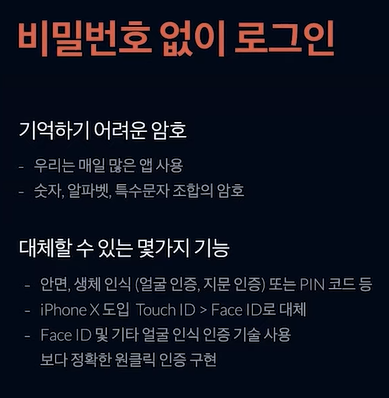 비밀번호 없이 로그인
기억하기 어려운 암호
- 우리는 매일 많은 앱 사용
- 숫자, 알파벳, 특수문자 조합의 암호
대체할 수 있는 몇가지 기능
- 안면, 생체 인식 (얼굴 인증, 지문 인증) 또는 PIN 코드 등
- iPhone X 도입 Touch ID > Face ID로 대체
- Face ID 및 기타 얼굴 인식 인증 기술 사용
보다 정확한 원클릭 인증 구현